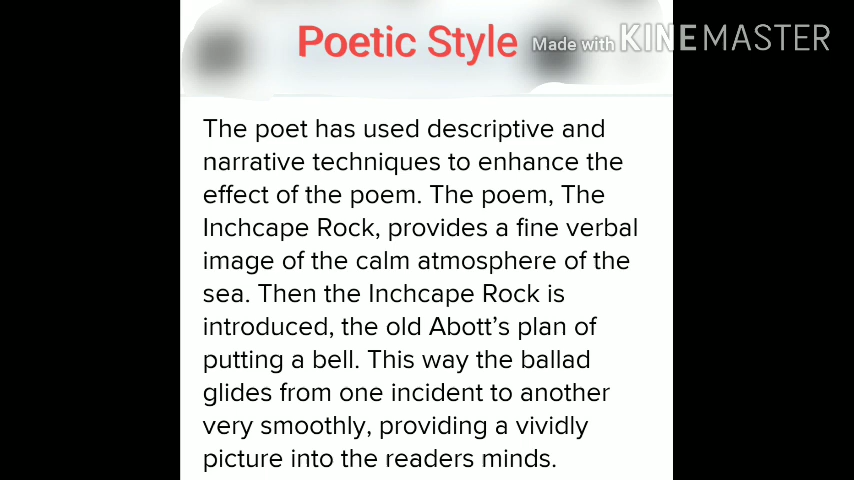 Poetic Style
Made with KINEMASTER
The poet has used descriptive and
narrative techniques to enhance the
effect of the poem. The poem, The
Inchcape Rock, provides a fine verbal
image of the calm atmosphere of the
sea. Then the Inchcape Rock is
introduced, the old Abott’s plan of
putting a bell. This way the ballad
glides from one incident to another
very smoothly, providing a vividly
picture into the readers minds.